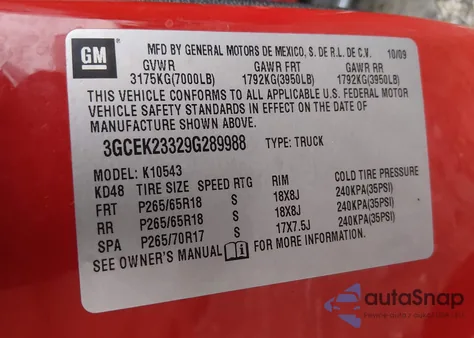 GM
MFD BY GENERAL MOTORS DE MEXICO, S. DE R.L. DE C.V. 10/09
GVWR GAWR FRT GAWR RR
3175KG(7000LB) 1792KG(3950LB) 1792KG(3950LB)
THIS VEHICLE CONFORMS TO ALL APPLICABLE U.S. FEDERAL MOTOR
VEHICLE SAFETY STANDARDS IN EFFECT ON THE DATE OF
MANUFACTURE SHOWN ABOVE.
3GCEK23329G289988 TYPE: TRUCK
MODEL: K10543
KD48 TIRE SIZE SPEED RTG RIM COLD TIRE PRESSURE
FRT P265/65R18 S 18X8J 240KPA(35PSI)
RR P265/65R18 S 18X8J 240KPA(35PSI)
SPA P265/70R17 S 17X7.5J 240KPA(35PSI)
SEE OWNER'S MANUAL FOR MORE INFORMATION.
autoSnap